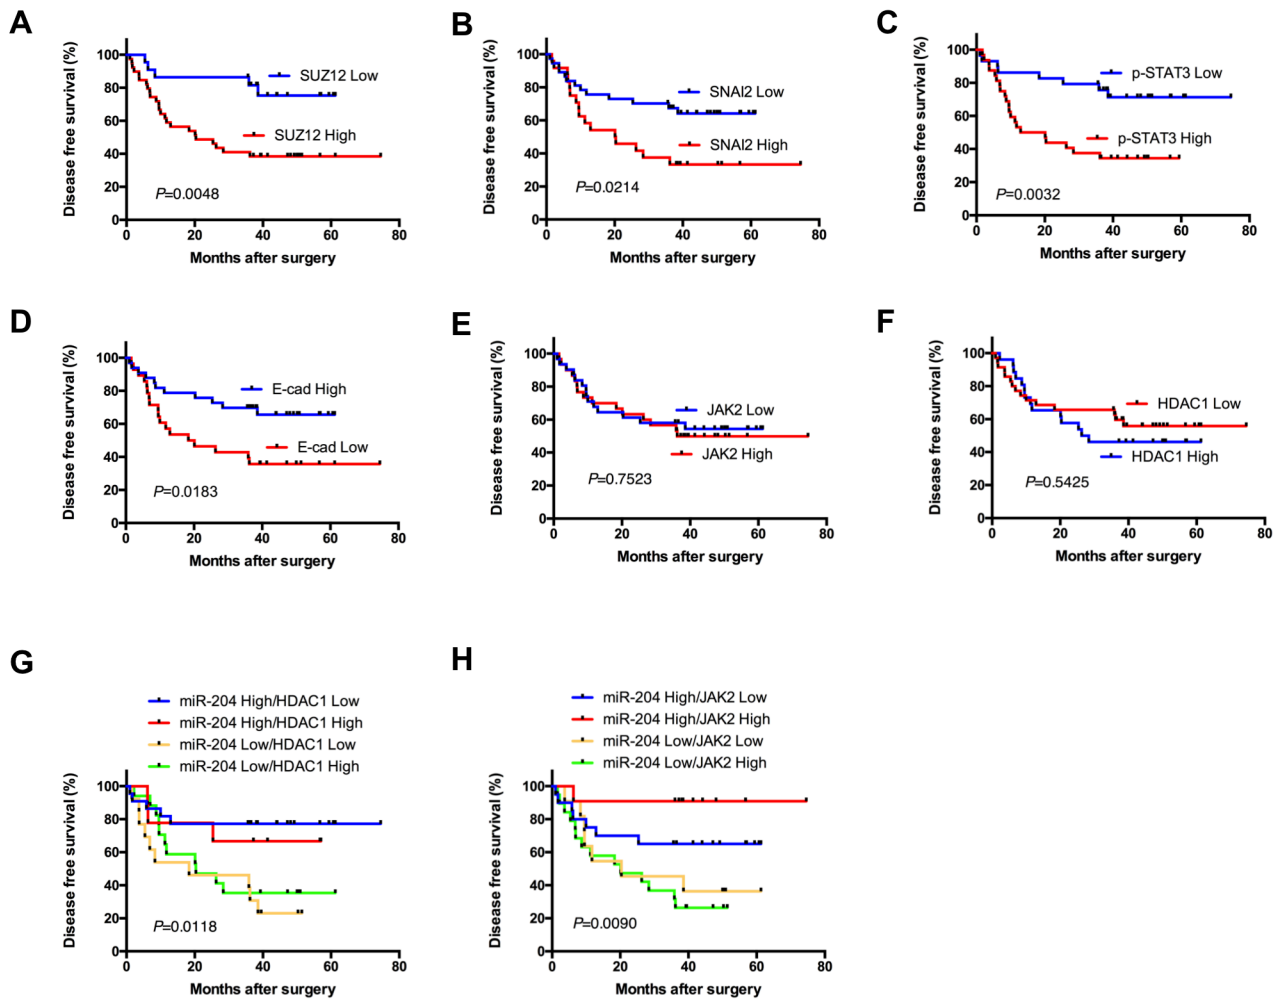 A
Disease free survival (%)
100
80
60
40
20
0
SUZ12 Low
SUZ12 High
P=0.0048
0 20 40 60 80
Months after surgery
B
Disease free survival (%)
100
80
60
40
20
0
SNAI2 Low
SNAI2 High
P=0.0214
0 20 40 60 80
Months after surgery
C
Disease free survival (%)
100
80
60
40
20
0
p-STAT3 Low
p-STAT3 High
P=0.0032
0 20 40 60 80
Months after surgery
D
Disease free survival (%)
100
80
60
40
20
0
E-cad High
E-cad Low
P=0.0183
0 20 40 60 80
Months after surgery
E
Disease free survival (%)
100
80
60
40
20
0
JAK2 Low
JAK2 High
P=0.7523
0 20 40 60 80
Months after surgery
F
Disease free survival (%)
100
80
60
40
20
0
HDAC1 Low
HDAC1 High
P=0.5425
0 20 40 60 80
Months after surgery
G
miR-204 High/HDAC1 Low
miR-204 High/HDAC1 High
miR-204 Low/HDAC1 Low
miR-204 Low/HDAC1 High
Disease free survival (%)
100
80
60
40
20
0
P=0.0118
0 20 40 60 80
Months after surgery
H
miR-204 High/JAK2 Low
miR-204 High/JAK2 High
miR-204 Low/JAK2 Low
miR-204 Low/JAK2 High
Disease free survival (%)
100
80
60
40
20
0
P=0.0090
0 20 40 60 80
Months after surgery